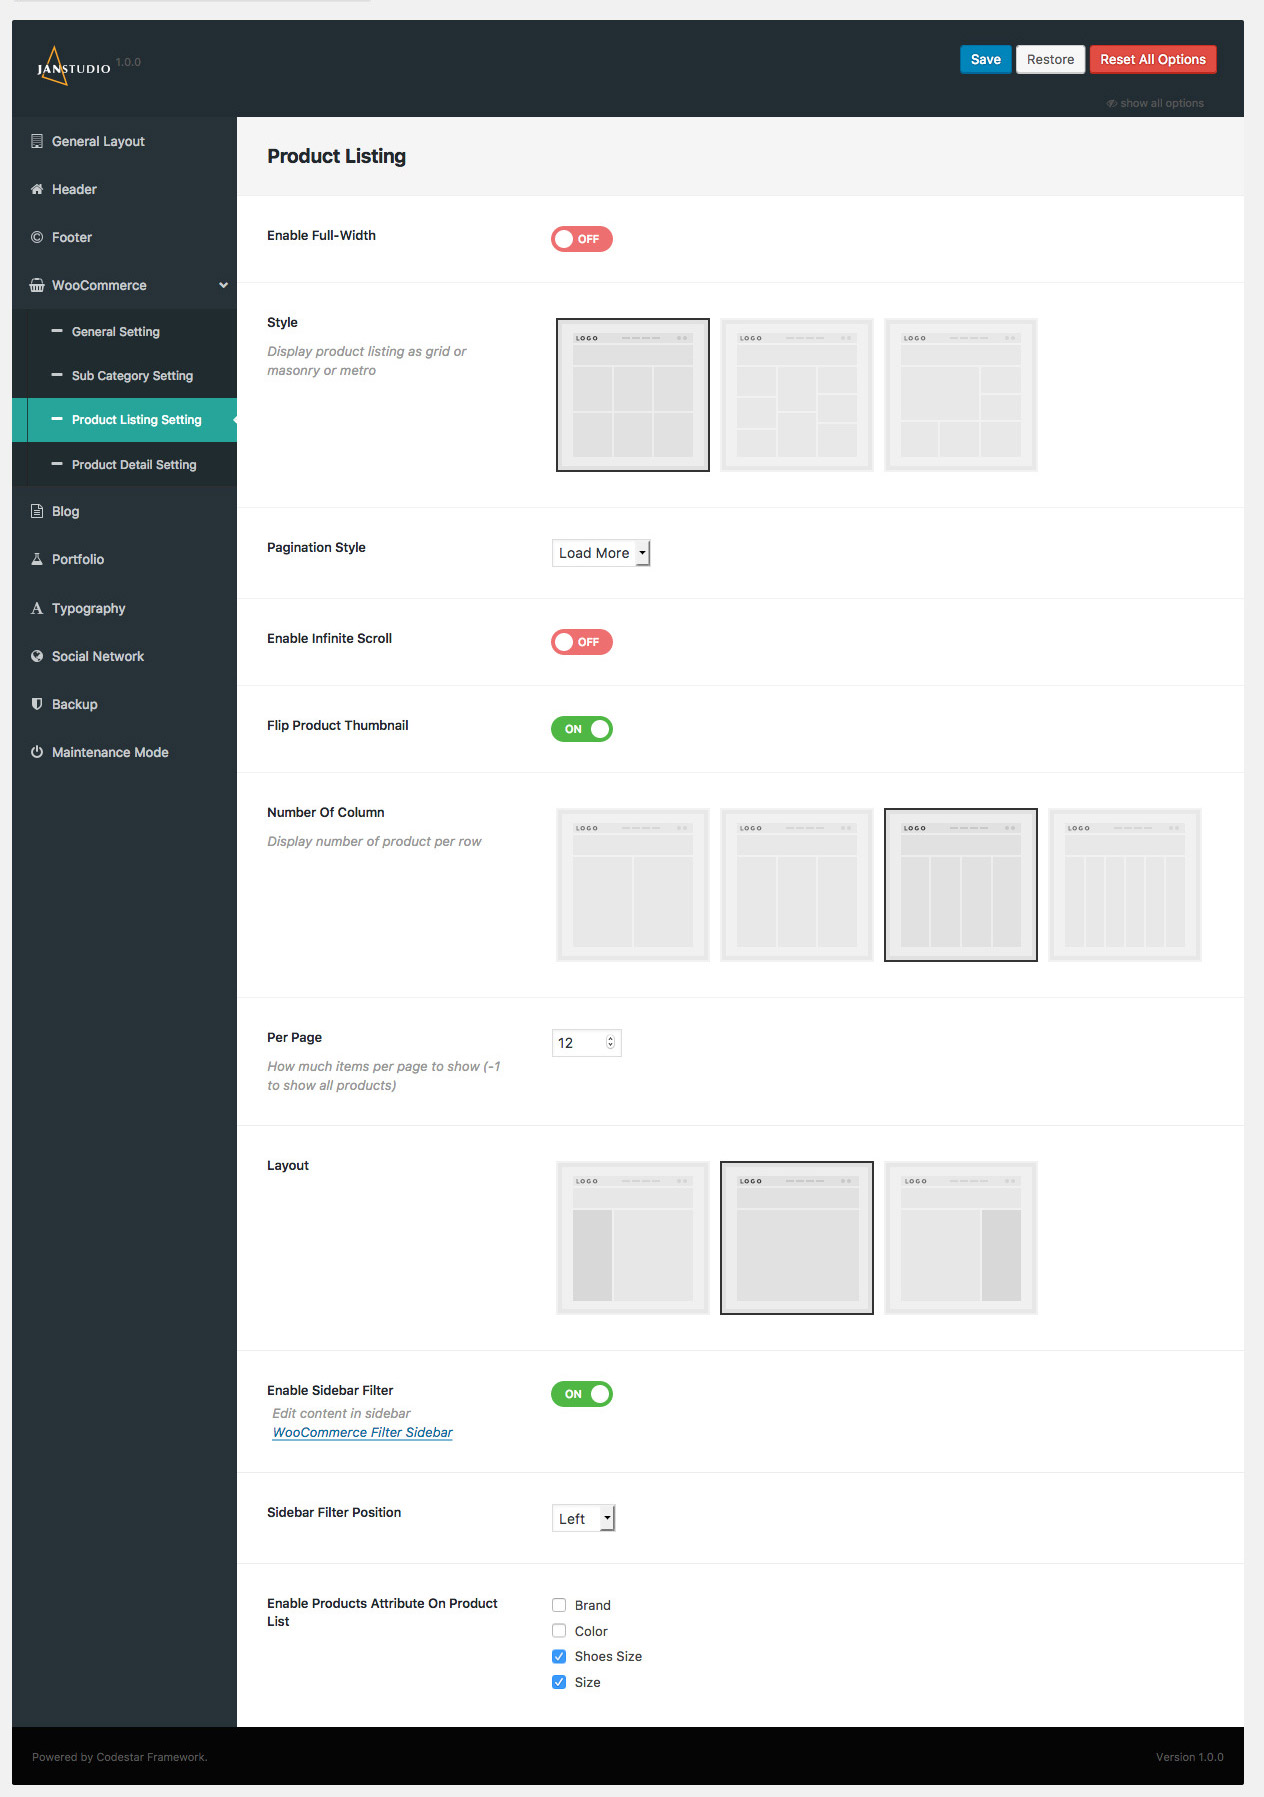 JANSTUDIO 1.0.0
Save Restore Reset All Options
show all options
General Layout
Header
Footer
WooCommerce
General Setting
Sub Category Setting
Product Listing Setting
Product Detail Setting
Blog
Portfolio
Typography
Social Network
Backup
Maintenance Mode
Product Listing
Enable Full-Width
OFF
Style
Display product listing as grid or
masonry or metro
LOGO LOGO LOGO
Pagination Style
Load More
Enable Infinite Scroll
OFF
Flip Product Thumbnail
ON
Number Of Column
Display number of product per row
LOGO LOGO LOGO LOGO
Per Page
12
How much items per page to show (-1
to show all products)
Layout
LOGO LOGO LOGO
Enable Sidebar Filter
ON
Edit content in sidebar
WooCommerce Filter Sidebar
Sidebar Filter Position
Left
Enable Products Attribute On Product
List
Brand
Color
Shoes Size
Size
Powered by Codestar Framework.
Version 1.0.0